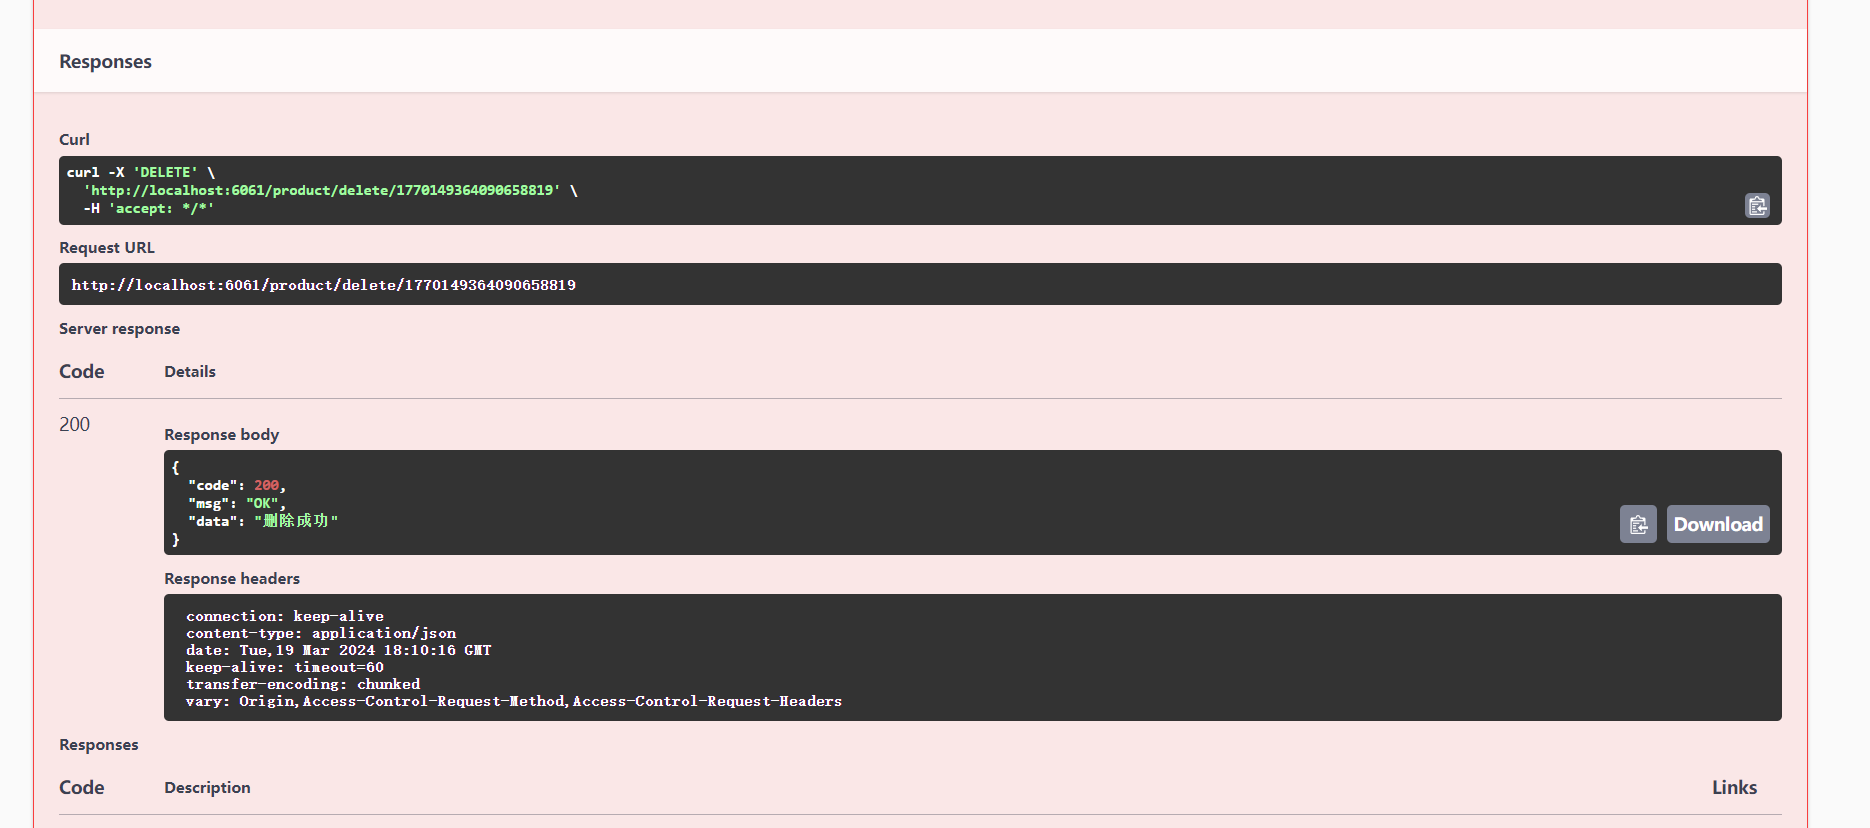 Responses
Curl
curl -X 'DELETE' \
'http://localhost:6061/product/delete/1770149364090658819' \
-H 'accept: */*'
Request URL
http://localhost:6061/product/delete/1770149364090658819
Server response
Code Details
200
Response body
{
"code": 200,
"msg": "OK",
"data": "删除成功"
}
Download
Response headers
connection: keep-alive
content-type: application/json
date: Tue,19 Mar 2024 18:10:16 GMT
keep-alive: timeout=60
transfer-encoding: chunked
vary: Origin,Access-Control-Request-Method,Access-Control-Request-Headers
Responses
Code Description Links